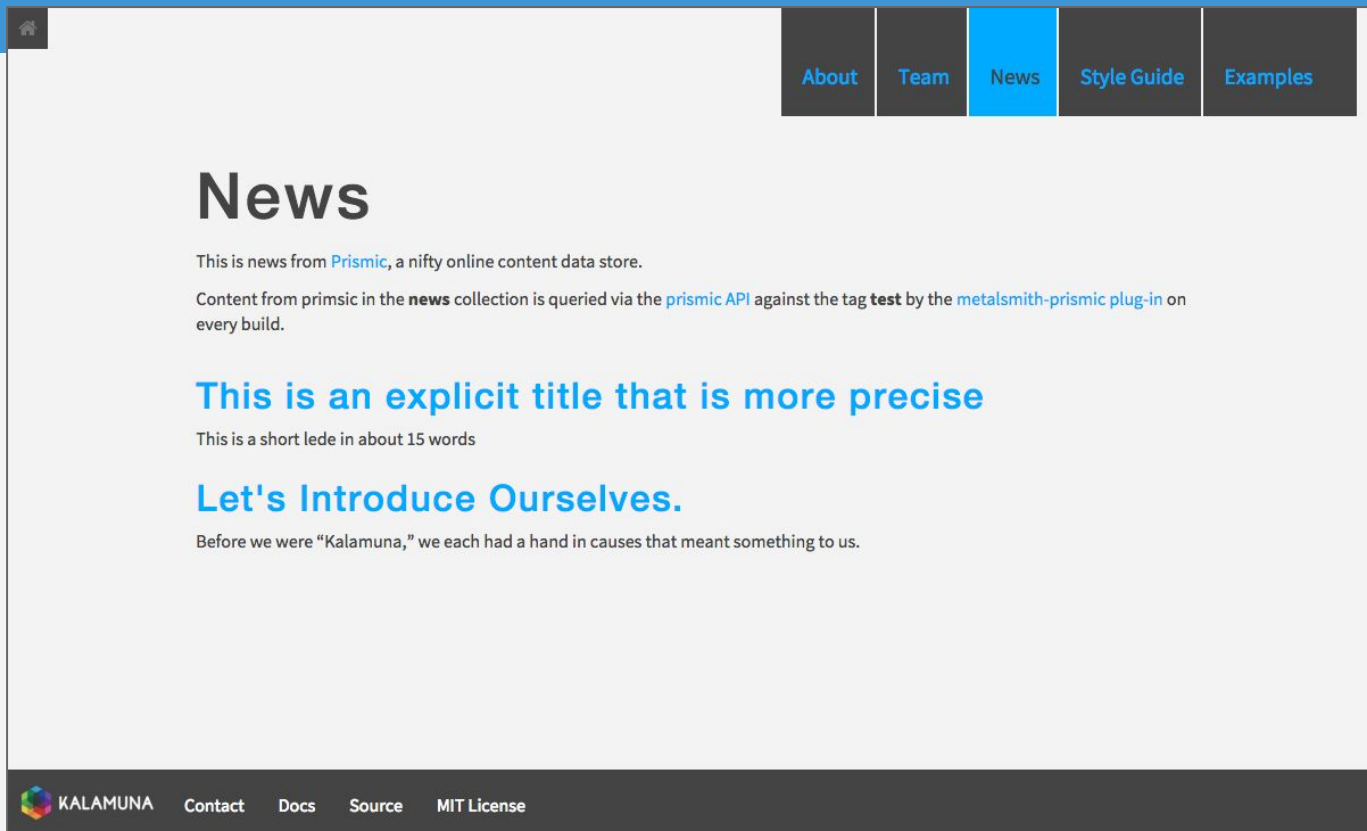 About Team News Style Guide Examples
News
This is news from Prismic, a nifty online content data store.
Content from primsic in the news collection is queried via the prismic API against the tag test by the metalsmith-prismic plug-in on
every build.
This is an explicit title that is more precise
This is a short lede in about 15 words
Let's Introduce Ourselves.
Before we were “Kalamuna,” we each had a hand in causes that meant something to us.
KALAMUNA Contact Docs Source MIT License